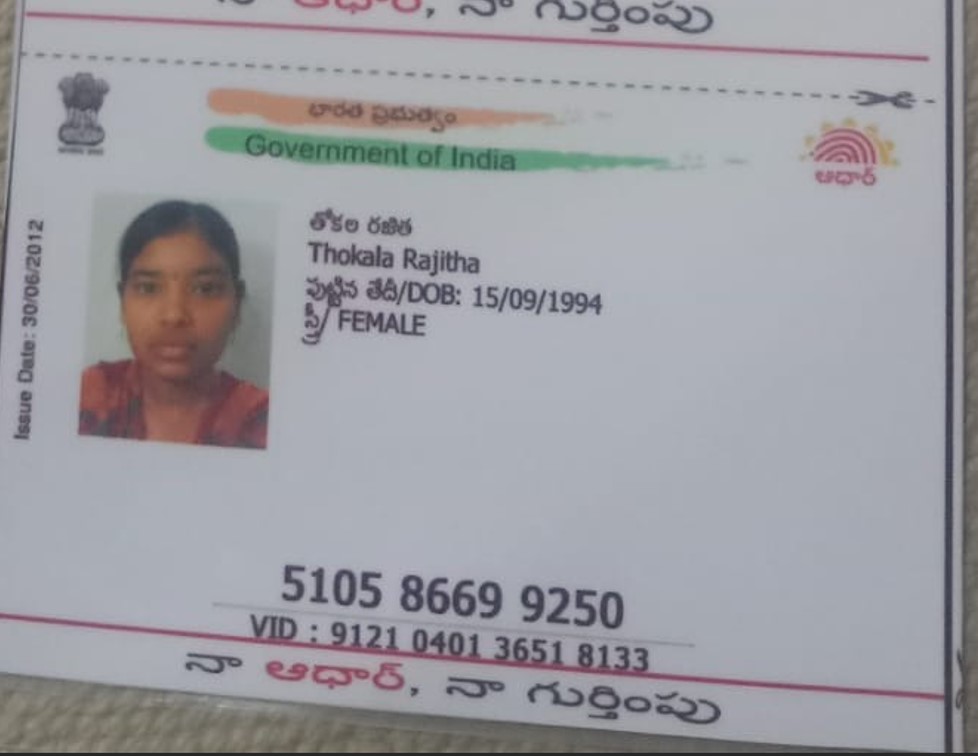 నా ఆధార్, నా గుర్తింపు
భారత ప్రభుత్వం
Government of India
ఆధార్
Issue Date: 30/06/2012
తోకల రజిత
Thokala Rajitha
పుట్టిన తేదీ/DOB: 15/09/1994
స్త్రీ/ FEMALE
5105 8669 9250
VID : 9121 0401 3651 8133
నా ఆధార్, నా గుర్తింపు